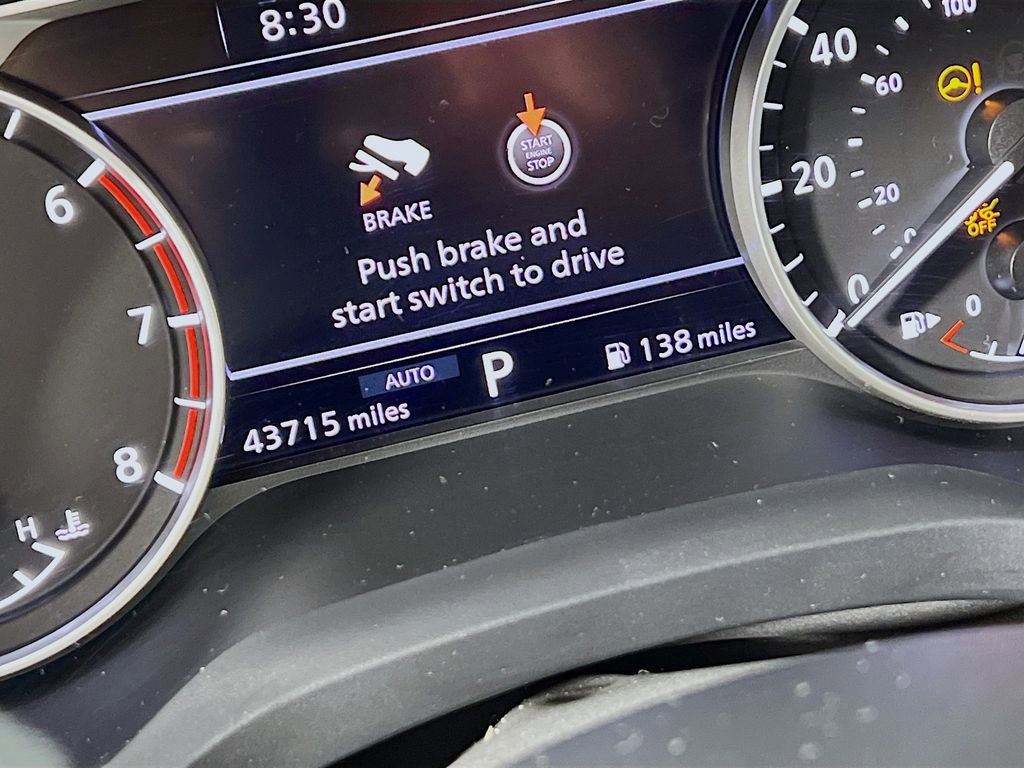 8:30
START
ENGINE
STOP
BRAKE
Push brake and
start switch to drive
AUTO
P
138 miles
43715 miles
6
7
8
H
100
40
60
20
20
0
0
OFF
0